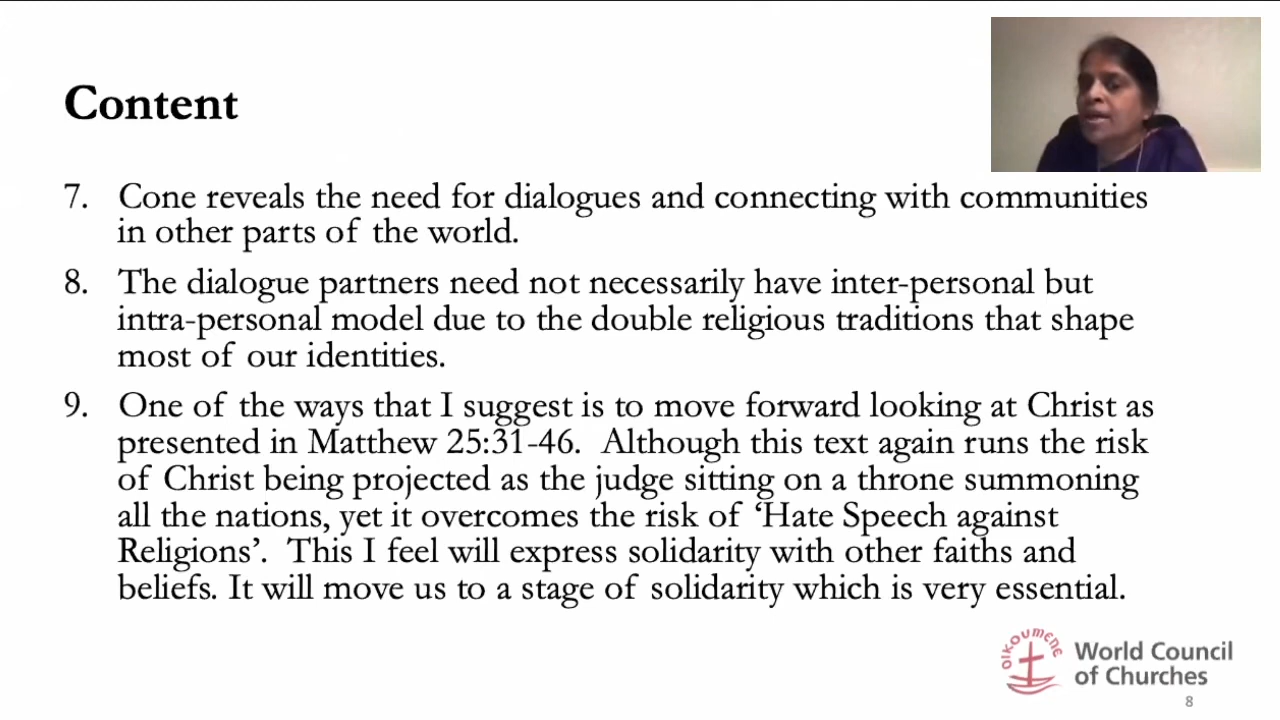 Content
7. Cone reveals the need for dialogues and connecting with communities
in other parts of the world.
8. The dialogue partners need not necessarily have inter-personal but
intra-personal model due to the double religious traditions that shape
most of our identities.
9. One of the ways that I suggest is to move forward looking at Christ as
presented in Matthew 25:31-46. Although this text again runs the risk
of Christ being projected as the judge sitting on a throne summoning
all the nations, yet it overcomes the risk of ‘Hate Speech against
Religions’. This I feel will express solidarity with other faiths and
beliefs. It will move us to a stage of solidarity which is very essential.
OIKOUMENE
World Council
of Churches
8